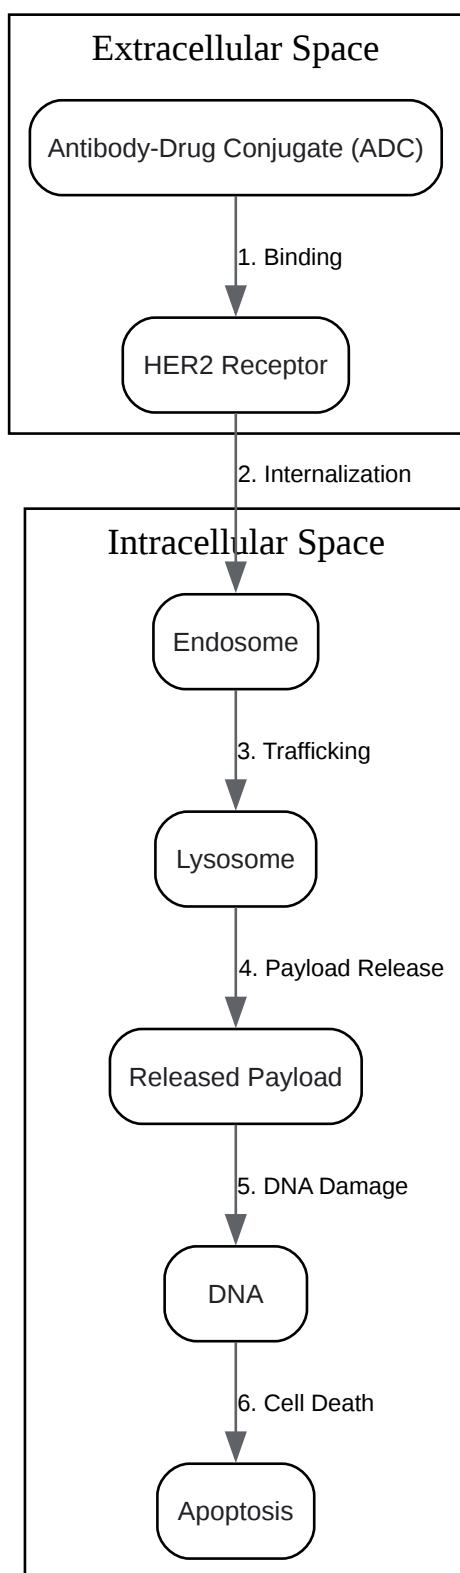 Extracellular Space
Antibody-Drug Conjugate (ADC)
1. Binding
HER2 Receptor
2. Internalization
Intracellular Space
Endosome
3. Trafficking
Lysosome
4. Payload Release
Released Payload
5. DNA Damage
DNA
6. Cell Death
Apoptosis